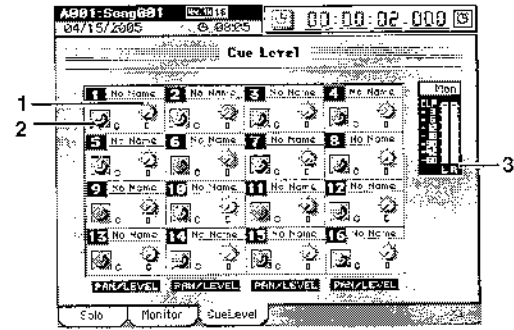 A001:Song001
04/15/2005
00:00:02.000
Cue Level
1 No Name 2 No Name 3 No Name 4 No Name
5 No Name 6 No Name 7 No Name 8 No Name
9 No Name 10 No Name 11 No Name 12 No Name
13 No Name 14 No Name 15 No Name 16 No Name
PAN/LEVEL PAN/LEVEL PAN/LEVEL PAN/LEVEL
Mon
CLP
L R
Solo Monitor CueLevel
1
2
3